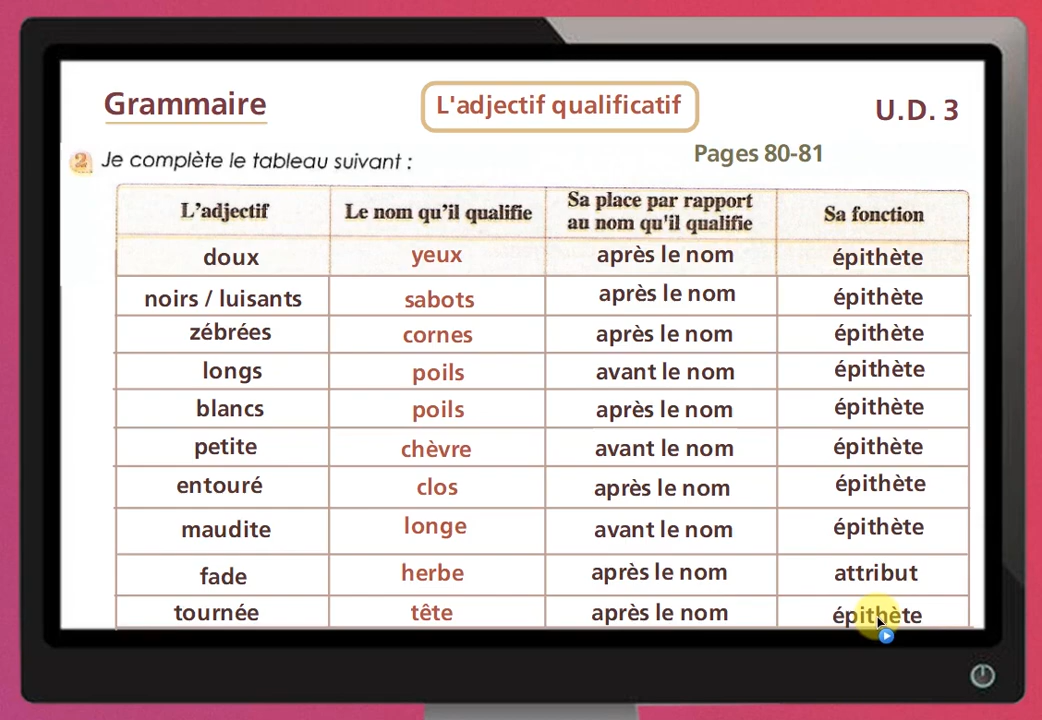 Grammaire
L'adjectif qualificatif
U.D. 3
Pages 80-81
2 Je complète le tableau suivant :
L'adjectif Le nom qu'il qualifie Sa place par rapport au nom qu'il qualifie Sa fonction
doux yeux après le nom épithète
noirs / luisants sabots après le nom épithète
zébrées cornes après le nom épithète
longs poils avant le nom épithète
blancs poils après le nom épithète
petite chèvre avant le nom épithète
entouré clos après le nom épithète
maudite longe avant le nom épithète
fade herbe après le nom attribut
tournée tête après le nom épithète